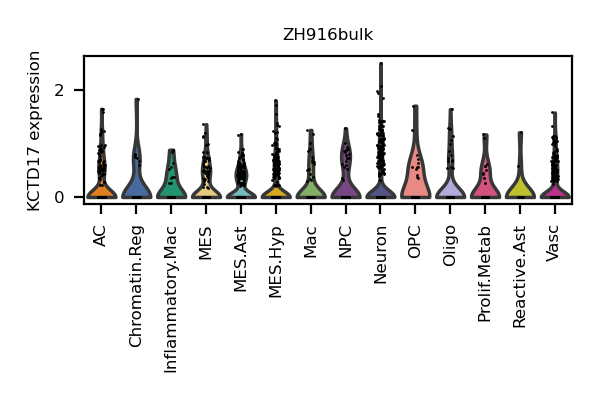 ZH916bulk
KCTD17 expression
2
0
AC
Chromatin.Reg
Inflammatory.Mac
MES
MES.Ast
MES.Hyp
Mac
NPC
Neuron
OPC
Oligo
Prolif.Metab
Reactive.Ast
Vasc